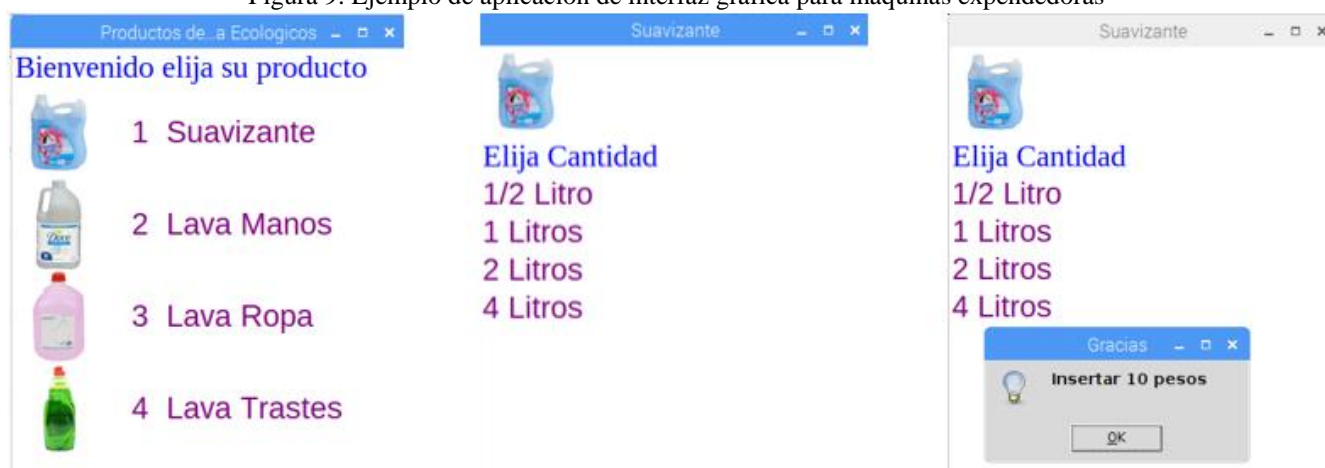 Figura 9. Ejemplo de aplicación de interfaz gráfica para máquinas expendedoras
Productos de...a Ecologicos
Bienvenido elija su producto
1 Suavizante
2 Lava Manos
3 Lava Ropa
4 Lava Trastes
Suavizante
Elija Cantidad
1/2 Litro
1 Litros
2 Litros
4 Litros
Suavizante
Elija Cantidad
1/2 Litro
1 Litros
2 Litros
4 Litros
Gracias
Insertar 10 pesos
OK